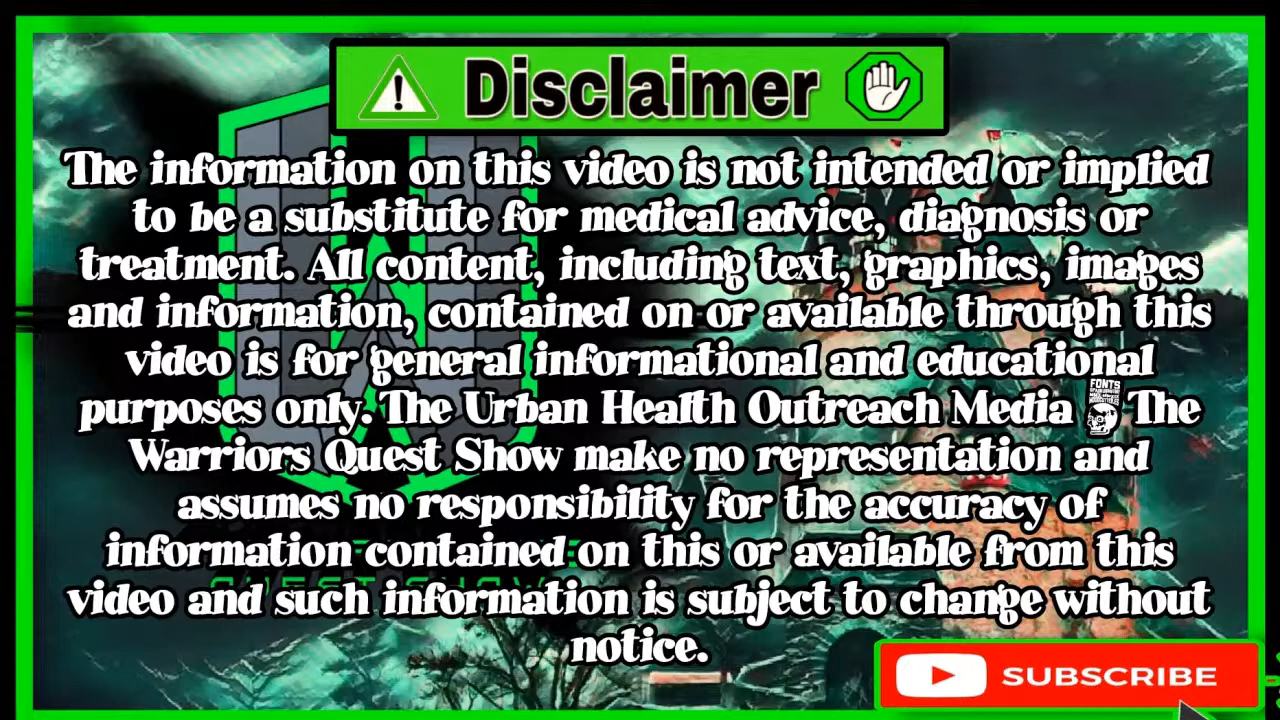 Disclaimer
The information on this video is not intended or implied
to be a substitute for medical advice, diagnosis or
treatment. All content, including text, graphics, images
and information, contained on or available through this
video is for general informational and educational
purposes only. The Urban Health Outreach Media The
Warriors Quest Show make no representation and
assumes no responsibility for the accuracy of
information contained on this or available from this
video and such information is subject to change without
notice.
SUBSCRIBE